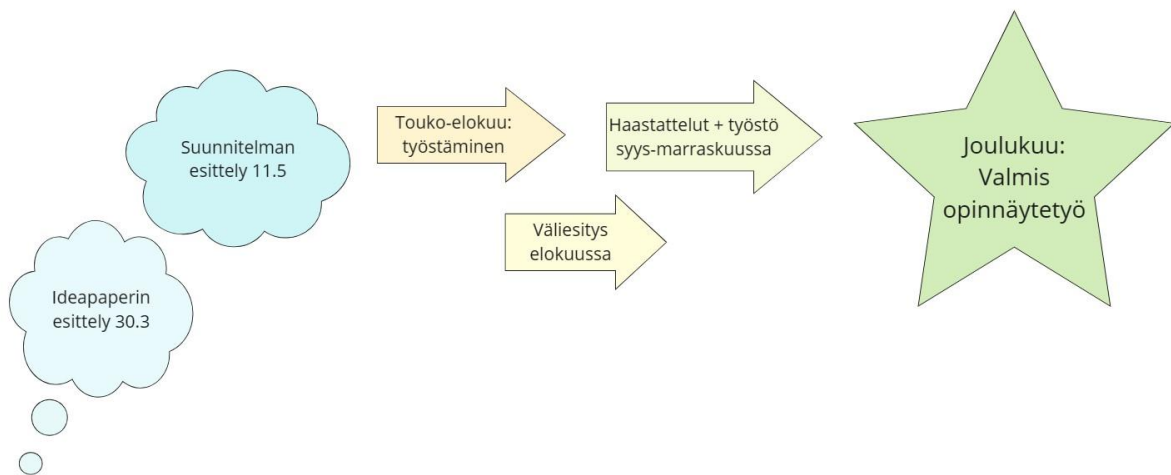 Ideapaperin
esittely 30.3
Suunnitelman
esittely 11.5
Touko-elokuu:
työstäminen
Väliesitys
elokuussa
Haastattelut + työstö
syys-marraskuussa
Joulukuu:
Valmis
opinnäytetyö